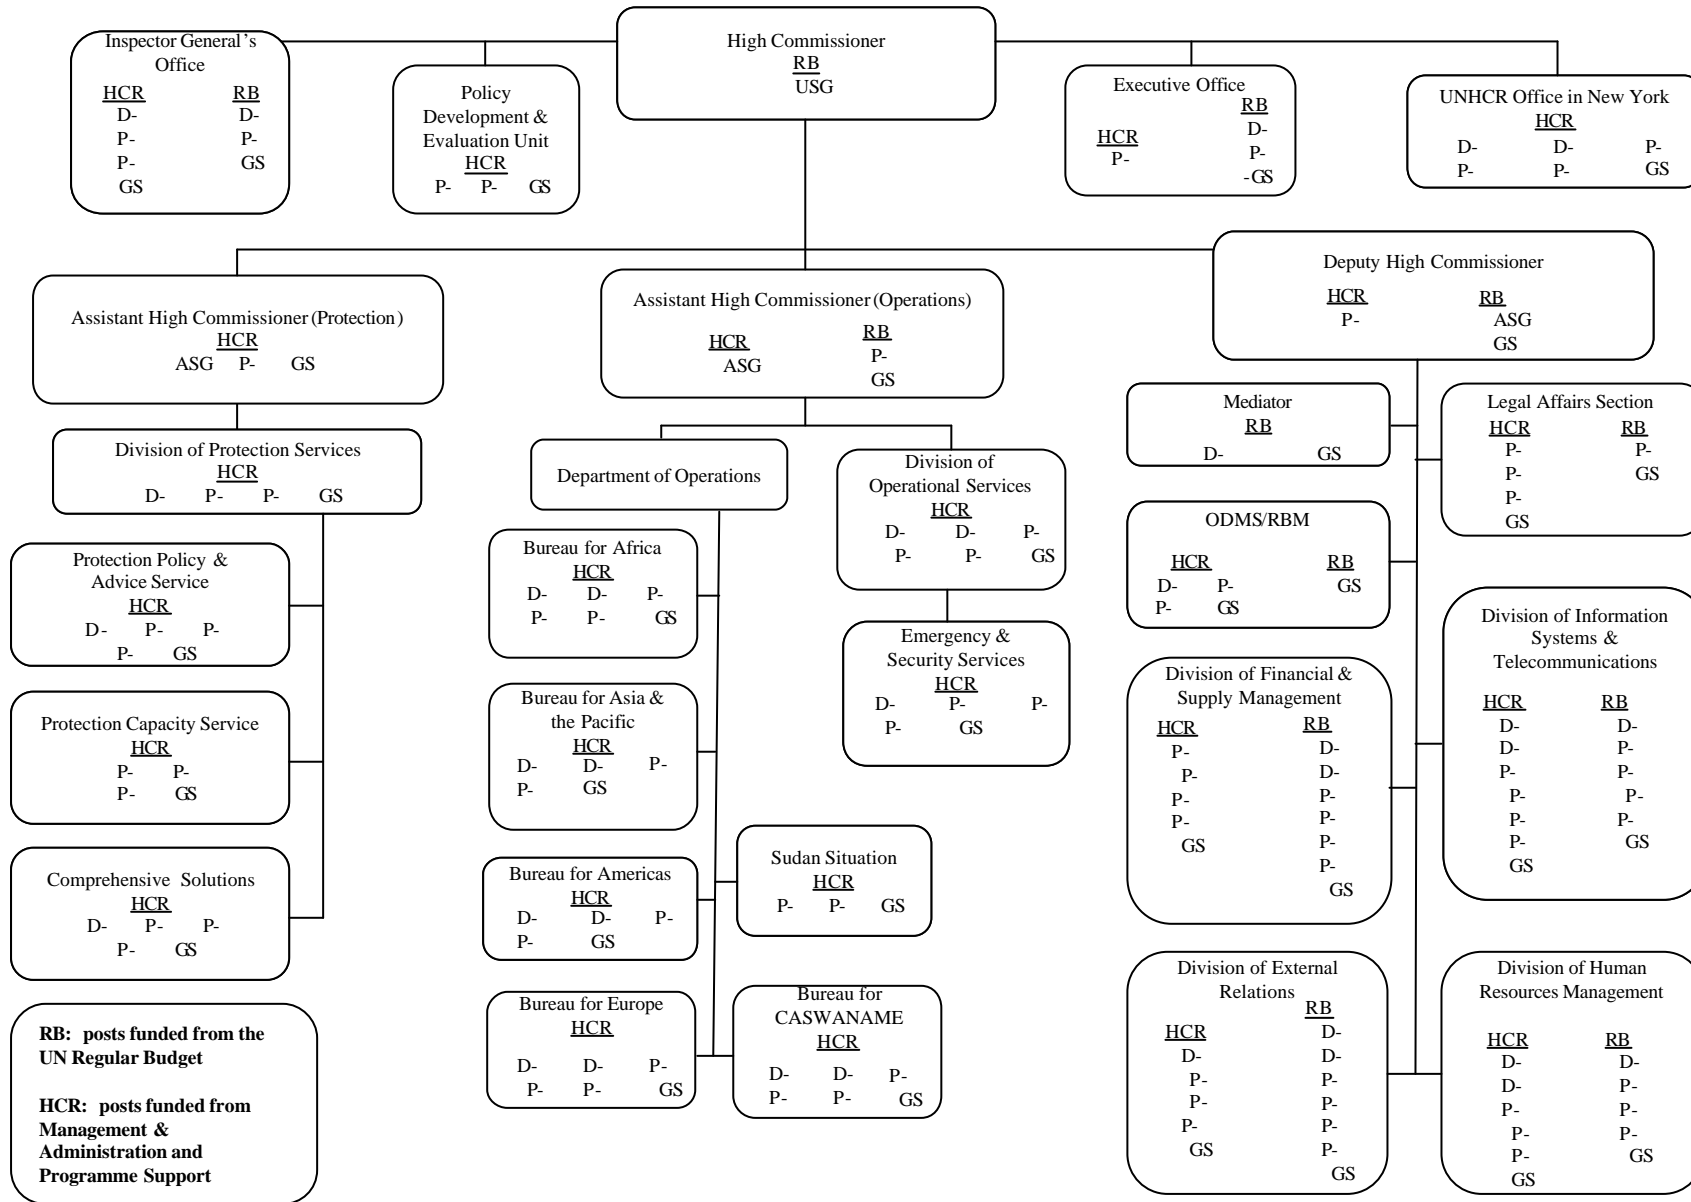 High Commissioner
RB
USG
Inspector General's
Office
HCR RB
D- D-
P- P-
P- GS
GS
Policy
Development &
Evaluation Unit
HCR
P- P- GS
Executive Office
RB
D-
HCR
P- P-
-GS
UNHCR Office in New York
HCR
D- D- P-
P- P- GS
Assistant High Commissioner (Protection)
HCR
ASG P- GS
Assistant High Commissioner (Operations)
HCR RB
ASG P-
GS
Deputy High Commissioner
HCR RB
P- ASG
GS
Division of Protection Services
HCR
D- P- P- GS
Protection Policy &
Advice Service
HCR
D- P- P-
P- GS
Protection Capacity Service
HCR
P- P-
P- GS
Comprehensive Solutions
HCR
D- P- P-
P- GS
Department of Operations
Bureau for Africa
HCR
D- D- P-
P- P- GS
Bureau for Asia &
the Pacific
HCR
D- D- P-
P- GS
Bureau for Americas
HCR
D- D- P-
P- GS
Sudan Situation
HCR
P- P- GS
Bureau for Europe
HCR
D- D- P-
P- P- GS
Bureau for
CASWANAME
HCR
D- D- P-
P- P- GS
Division of
Operational Services
HCR
D- D- P-
P- P- GS
Emergency &
Security Services
HCR
D- P- P-
P- GS
Mediator
RB
D- GS
Legal Affairs Section
HCR RB
P- P-
P- GS
P-
GS
ODMS/RBM
HCR RB
D- P- GS
P- GS
Division of Information
Systems &
Telecommunications
HCR RB
D- D-
D- P-
P- P-
P- P-
P- P-
P- GS
GS
Division of Financial &
Supply Management
HCR RB
P- D-
P- D-
P- P-
P- P-
GS P-
P-
GS
Division of External
Relations
RB
HCR D-
D- D-
P- P-
P- P-
P- P-
GS P-
GS
Division of Human
Resources Management
HCR RB
D- D-
D- P-
P- P-
P- P-
P- GS
GS
RB: posts funded from the
UN Regular Budget
HCR: posts funded from
Management &
Administration and
Programme Support